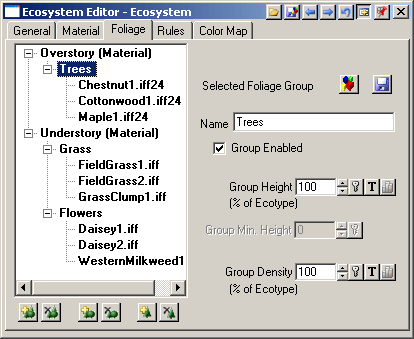 Ecosystem Editor - Ecosystem
General Material Foliage Rules Color Map
Overstory (Material)
Trees
Chestnut1.iff24
Cottonwood1.iff24
Maple1.iff24
Understory (Material)
Grass
FieldGrass1.iff
FieldGrass2.iff
GrassClump1.iff
Flowers
Daisey1.iff
Daisey2.iff
WesternMilkweed1
Selected Foliage Group
Name Trees
Group Enabled
Group Height 100 T
(% of Ecotype)
Group Min. Height 0
Group Density 100 T
(% of Ecotype)